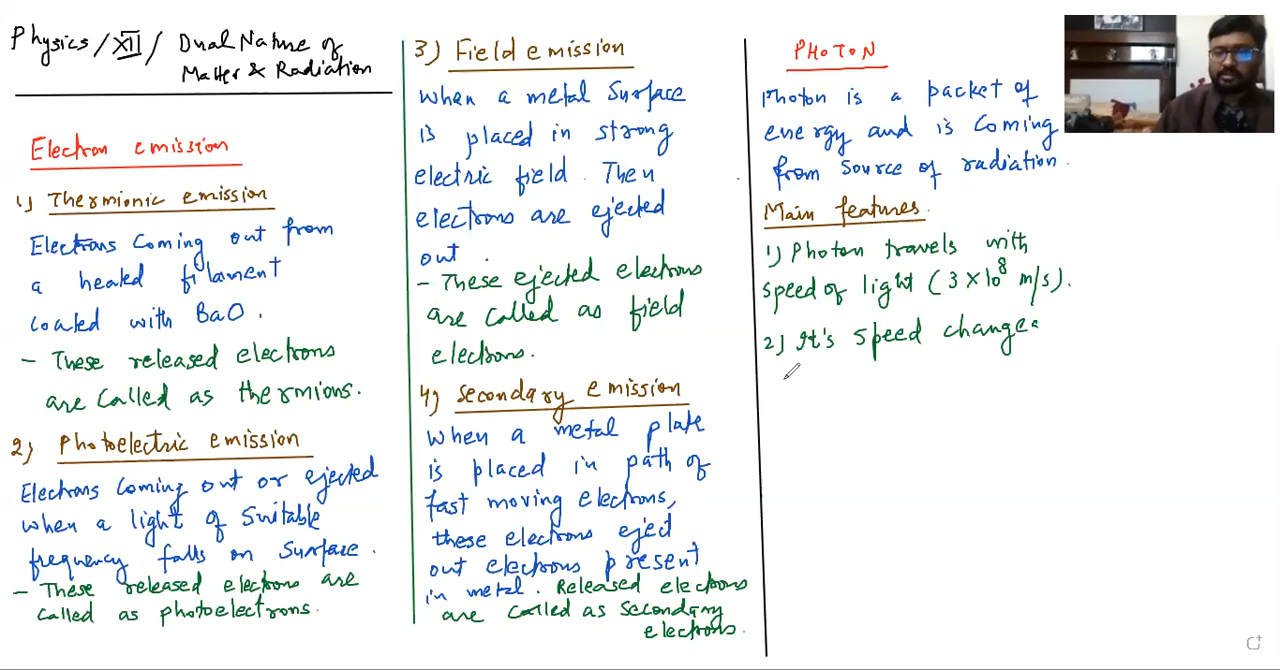 Physics/XII/ Dual Nature of
Matter & Radiation
Electron emission
1) Thermionic emission
Electrons coming out from
a heated filament
coated with BaO.
- These released electrons
are called as thermions.
2) Photoelectric emission
Electrons coming out or ejected
when a light of suitable
frequency falls on surface.
- These released electrons are
called as photoelectrons.
3) Field emission
When a metal surface
is placed in strong
electric field. Then
electrons are ejected
out.
- These ejected electrons
are called as field
electrons.
4) Secondary emission
When a metal plate
is placed in path of
fast moving electrons,
these electrons eject
out electrons present
in metal. Released electrons
are called as secondary
electrons.
PHOTON
Photon is a packet of
energy and is coming
from source of radiation.
Main features.
1) Photon travels with
speed of light (3 × 10⁸ m/s).
2) It's speed changes